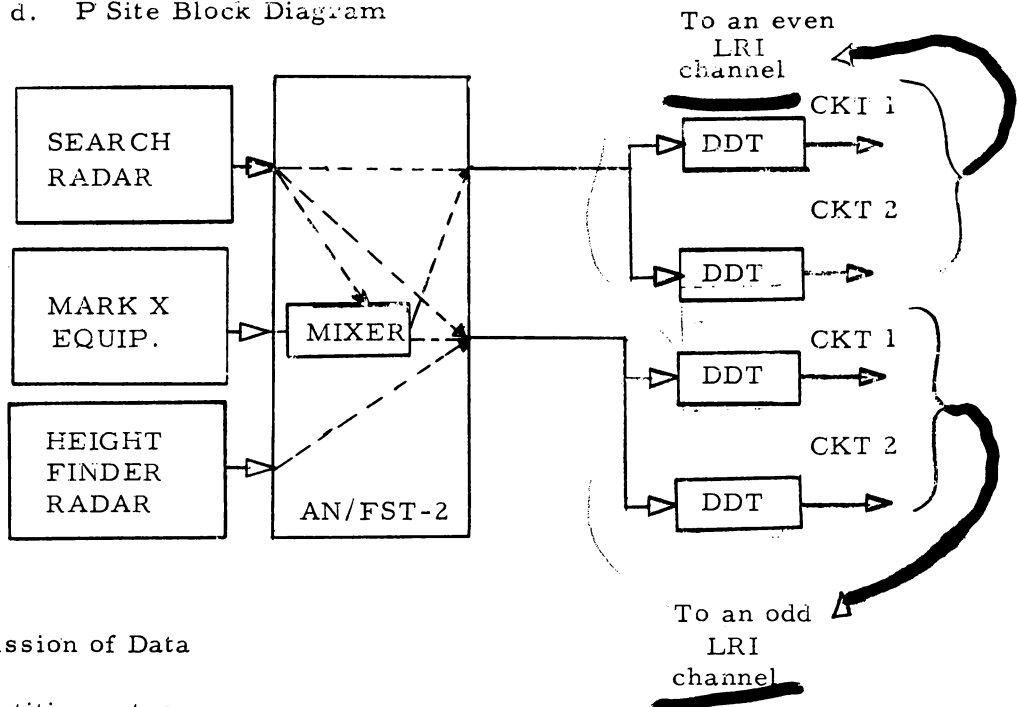 d. P Site Block Diagram
To an even
LRI
channel
CKT 1
SEARCH
RADAR
DDT
CKT 2
DDT
MARK X
EQUIP.
MIXER
CKT 1
DDT
HEIGHT
FINDER
RADAR
CKT 2
DDT
AN/FST-2
To an odd
LRI
channel
ssion of Data